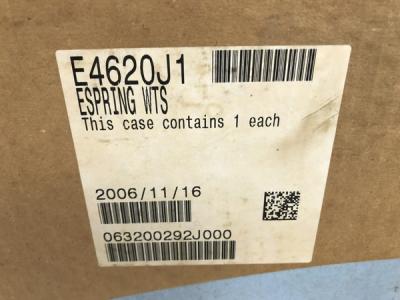 E4620J1
ESPRING WTS
This case contains 1 each
2006/11/16
063200292J000